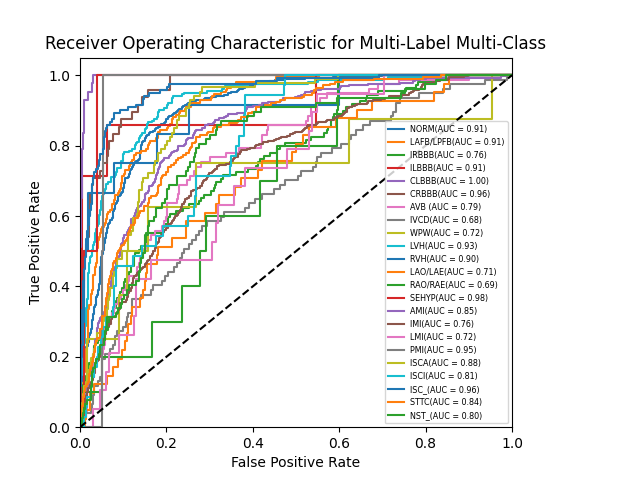 Receiver Operating Characteristic for Multi-Label Multi-Class
True Positive Rate
1.0
0.8
0.6
0.4
0.2
0.0
0.0 0.2 0.4 0.6 0.8 1.0
False Positive Rate
NORM(AUC = 0.91)
LAFB/LPFB(AUC = 0.91)
IRBBB(AUC = 0.76)
ILBBB(AUC = 0.91)
CLBBB(AUC = 1.00)
CRBBB(AUC = 0.96)
AVB (AUC = 0.79)
IVCD(AUC = 0.68)
WPW(AUC = 0.72)
LVH(AUC = 0.93)
RVH(AUC = 0.90)
LAO/LAE(AUC = 0.71)
RAO/RAE(AUC = 0.69)
SEHYP(AUC = 0.98)
AMI(AUC = 0.85)
IMI(AUC = 0.76)
LMI(AUC = 0.72)
PMI(AUC = 0.95)
ISCA(AUC = 0.88)
ISCI(AUC = 0.81)
ISC_(AUC = 0.96)
STTC(AUC = 0.84)
NST_(AUC = 0.80)